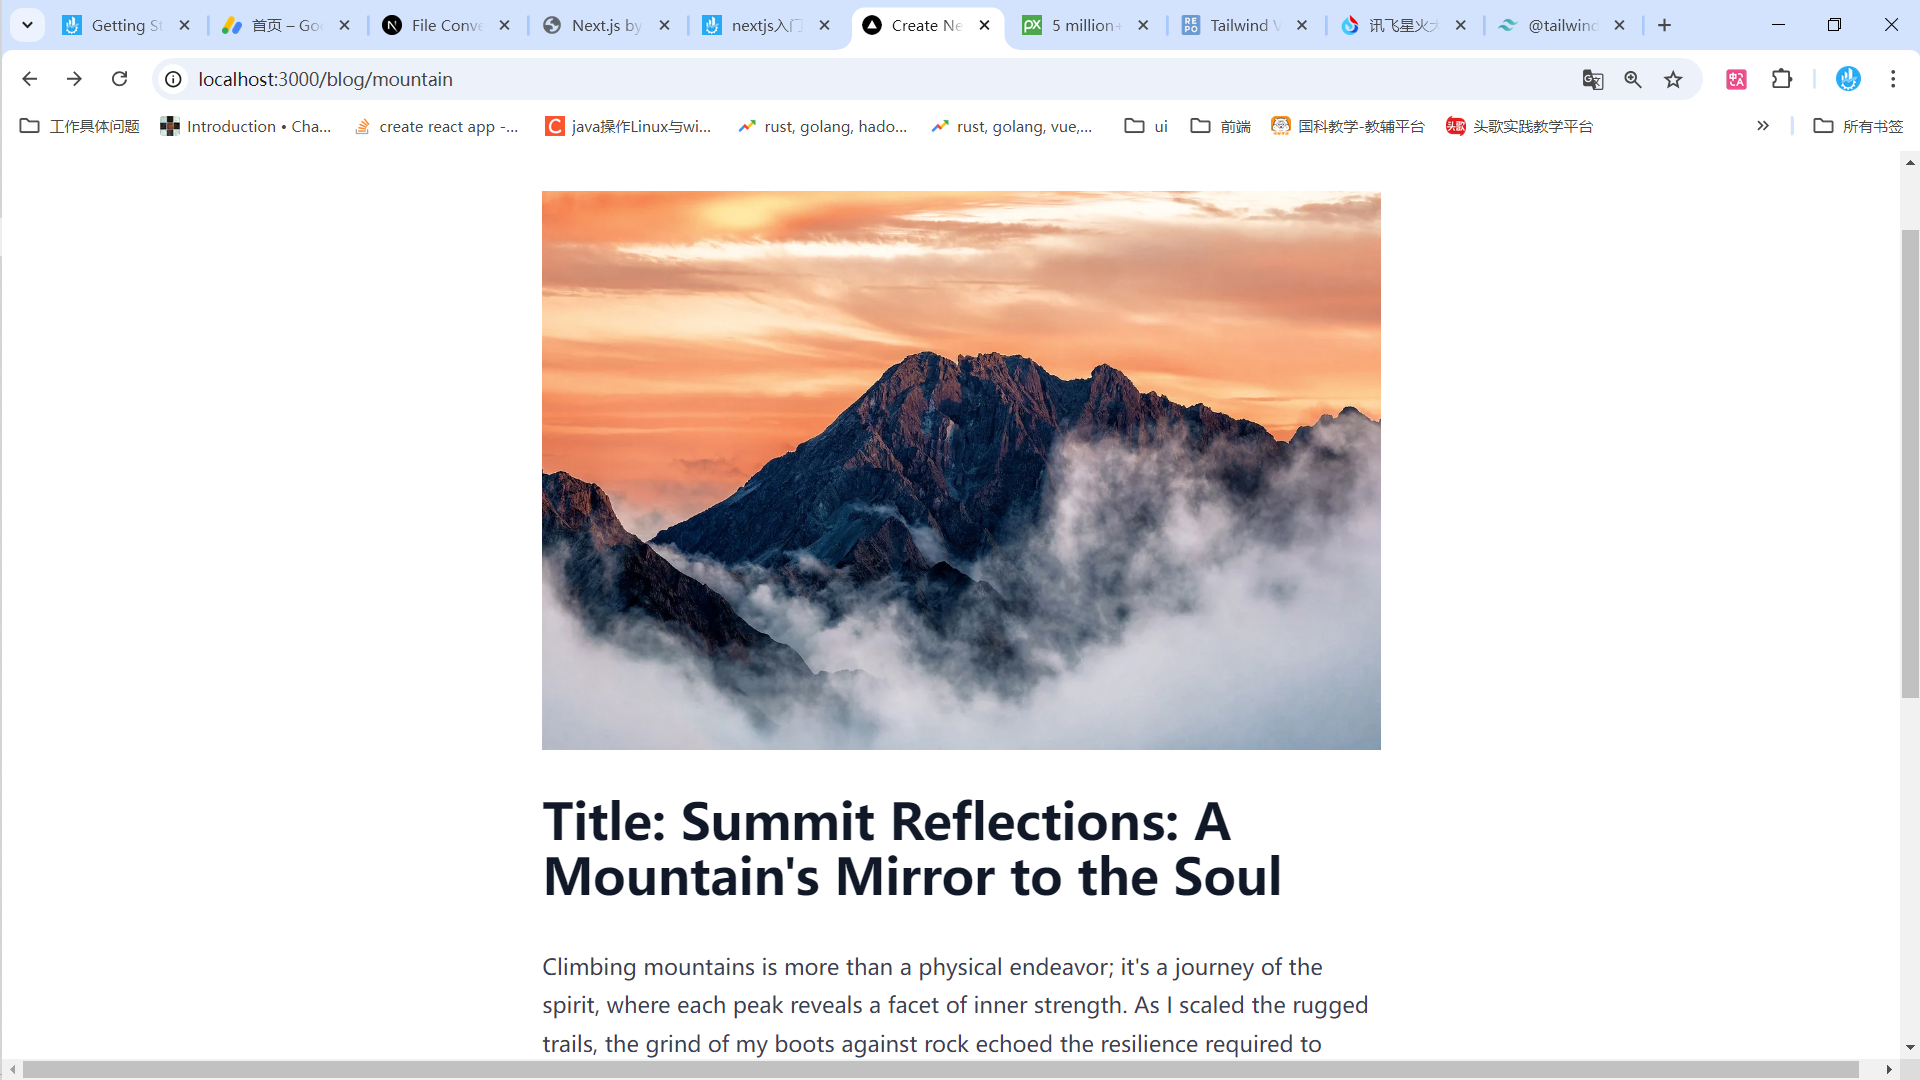 Getting St
首页 – Goo
File Conve
Next.js by
nextjs入门
Create Ne
5 million+
Tailwind V
讯飞星火大
@tailwind
localhost:3000/blog/mountain
工作具体问题
Introduction • Cha...
create react app -...
java操作Linux与wi...
rust, golang, hado...
rust, golang, vue,...
ui
前端
国科教学-教辅平台
头歌实践教学平台
所有书签
Title: Summit Reflections: A
Mountain's Mirror to the Soul
Climbing mountains is more than a physical endeavor; it's a journey of the
spirit, where each peak reveals a facet of inner strength. As I scaled the rugged
trails, the grind of my boots against rock echoed the resilience required to